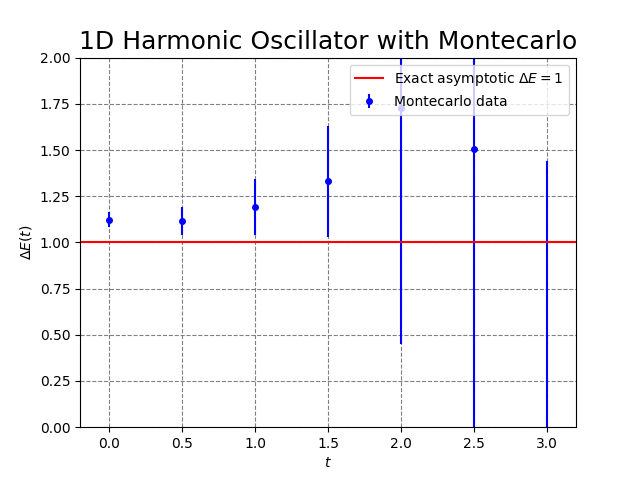 1D Harmonic Oscillator with Montecarlo
Exact asymptotic ΔE = 1
Montecarlo data
2.00
1.75
1.50
1.25
1.00
0.75
0.50
0.25
0.00
ΔE(t)
0.0 0.5 1.0 1.5 2.0 2.5 3.0
t